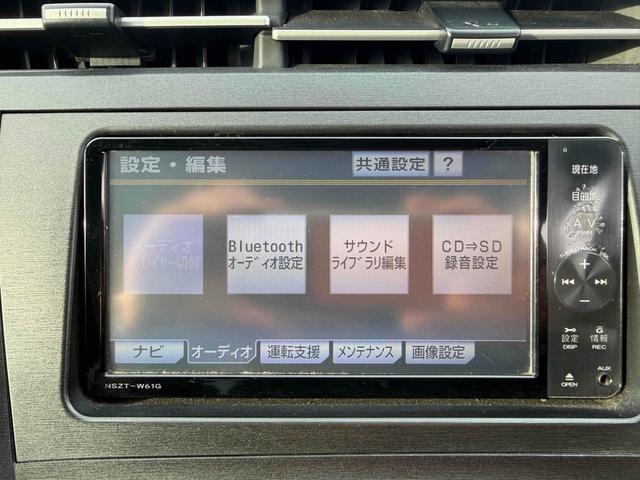 設定・編集
共通設定
?
オーディオ
プレイヤー切替
Bluetooth
オーディオ設定
サウンド
ライブラリ編集
CD⇒SD
録音設定
ナビ
オーディオ
運転支援
メンテナンス
画像設定
NSZT-W61G
現在地
目的地
AV
+
-
設定
DISP
情報
REC
OPEN
AUX